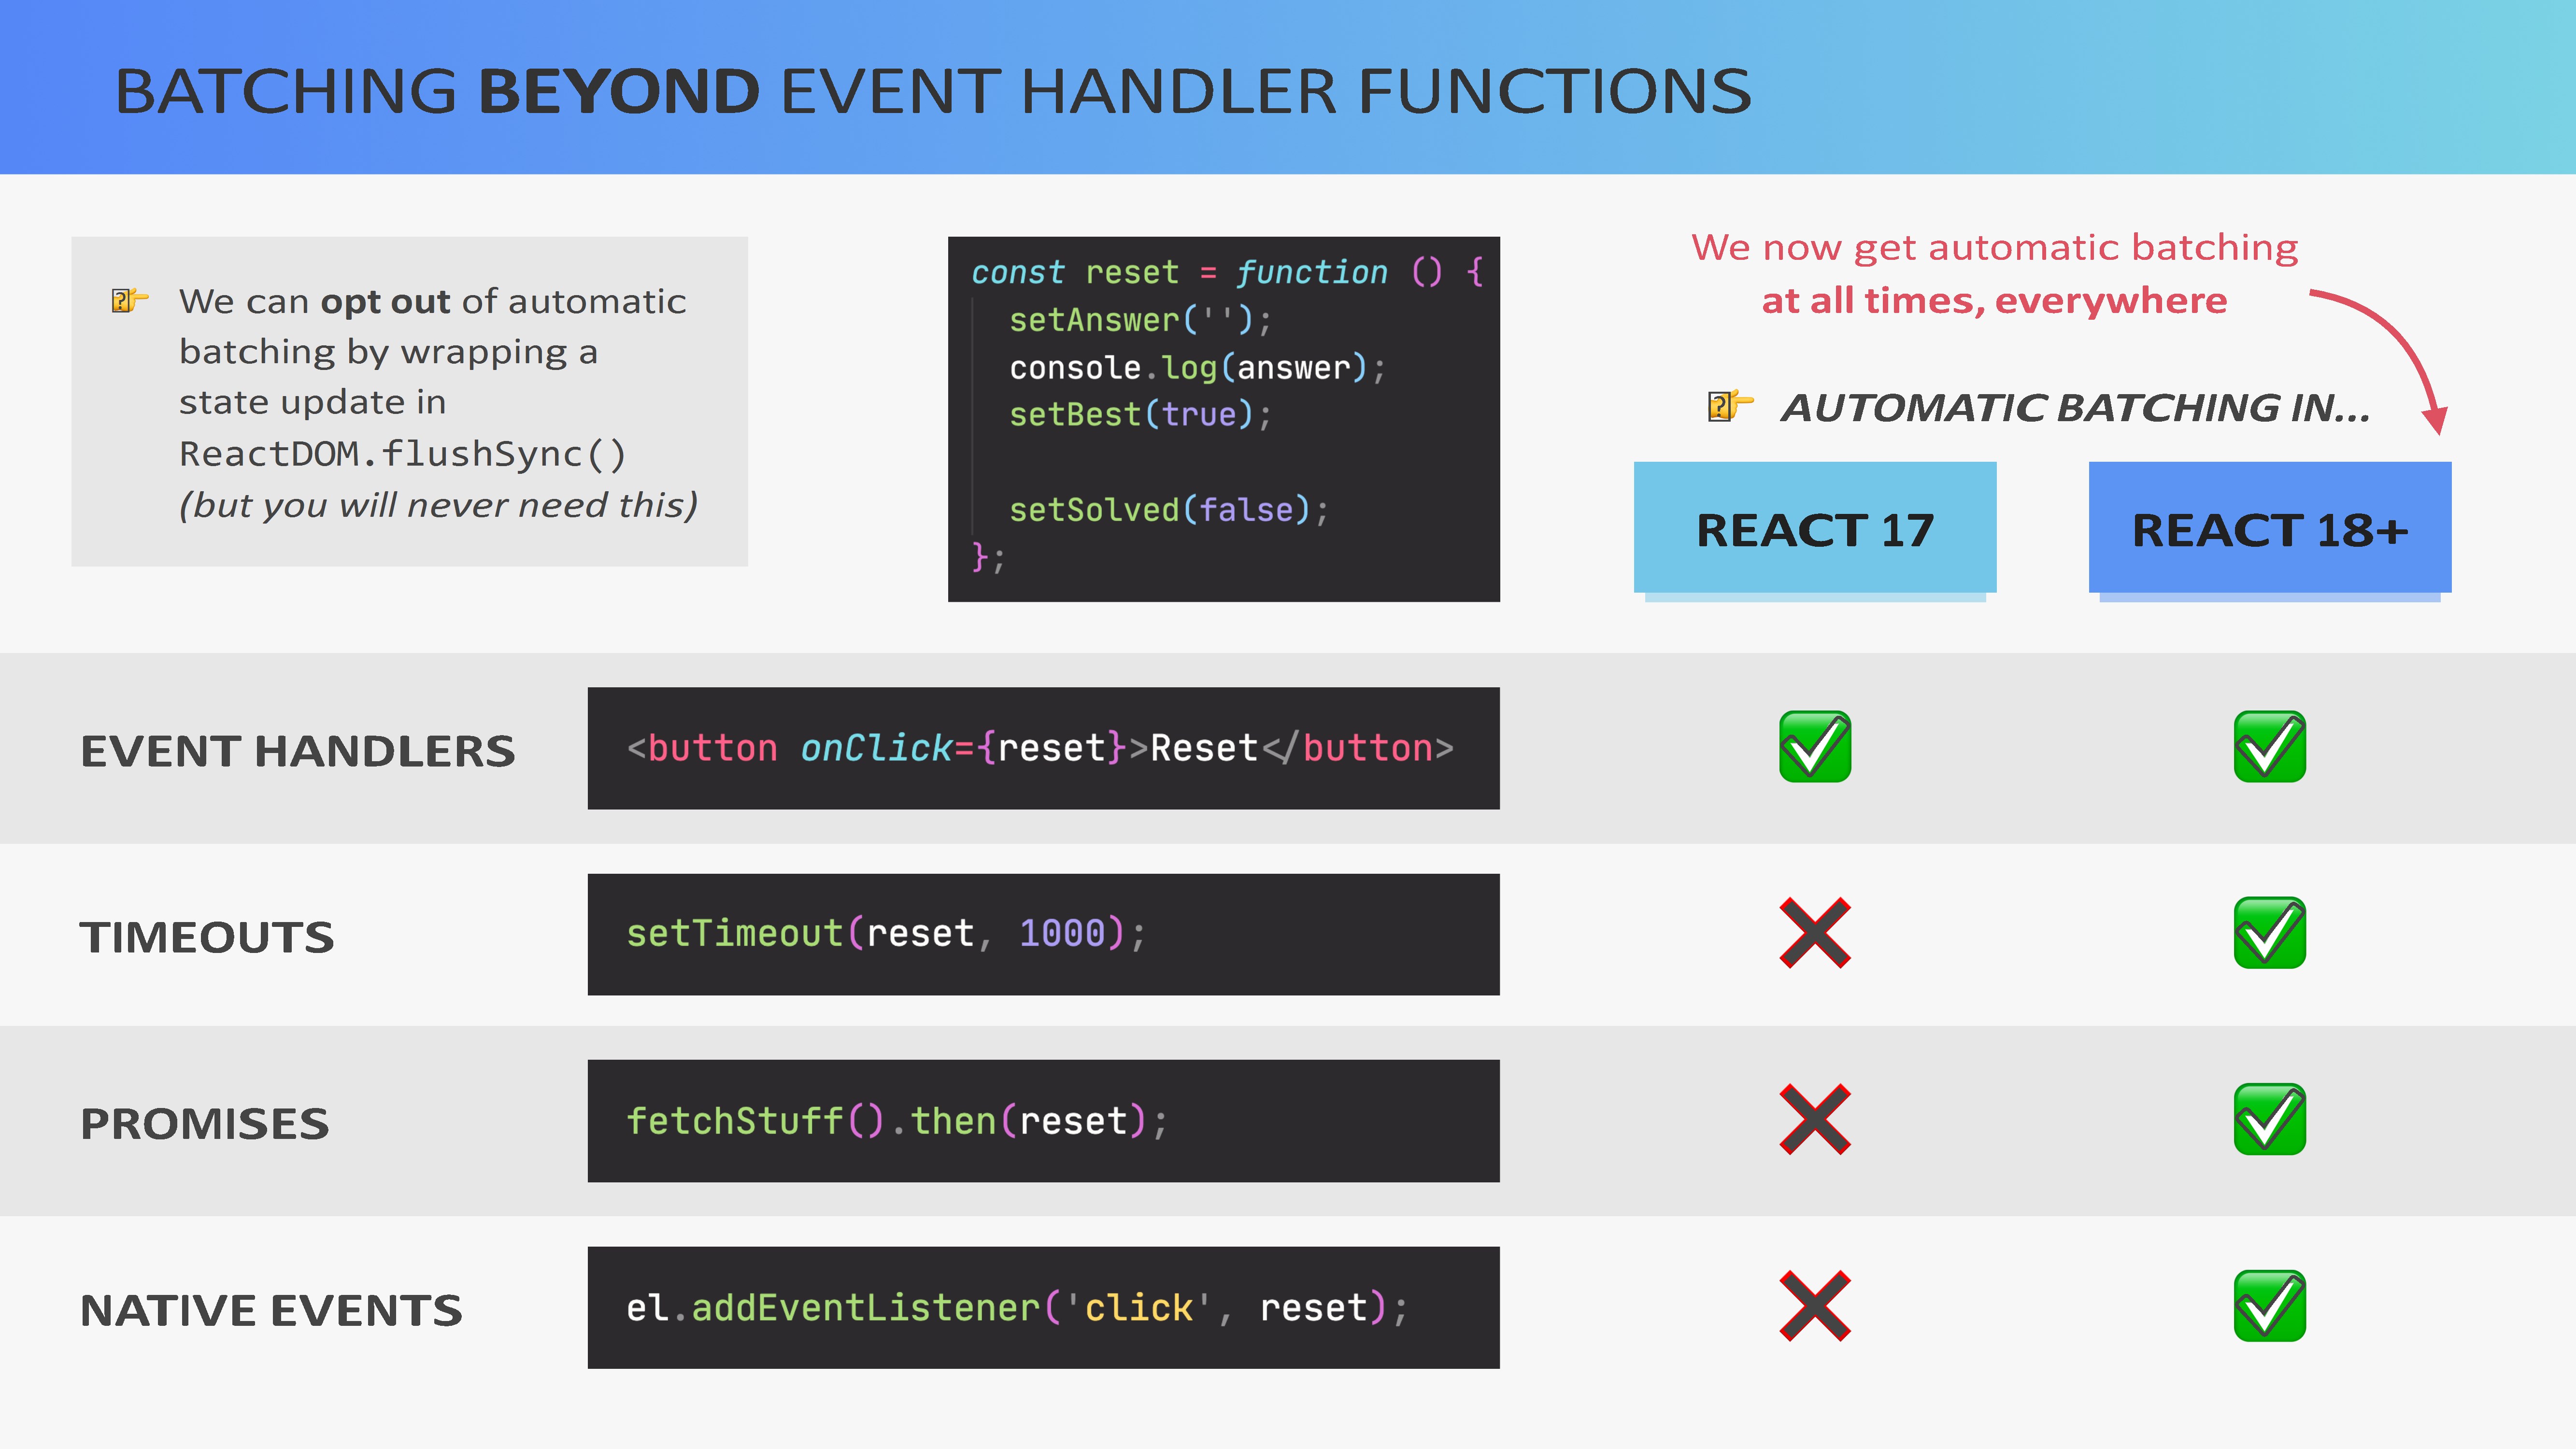 BATCHING BEYOND EVENT HANDLER FUNCTIONS
👉 We can opt out of automatic
batching by wrapping a
state update in
ReactDOM.flushSync()
(but you will never need this)
const reset = function () {
setAnswer('');
console.log(answer);
setBest(true);
setSolved(false);
};
We now get automatic batching
at all times, everywhere
👉 AUTOMATIC BATCHING IN…
REACT 17
REACT 18+
EVENT HANDLERS
<button onClick={reset}>Reset</button>
TIMEOUTS
setTimeout(reset, 1000);
PROMISES
fetchStuff().then(reset);
NATIVE EVENTS
el.addEventListener('click', reset);